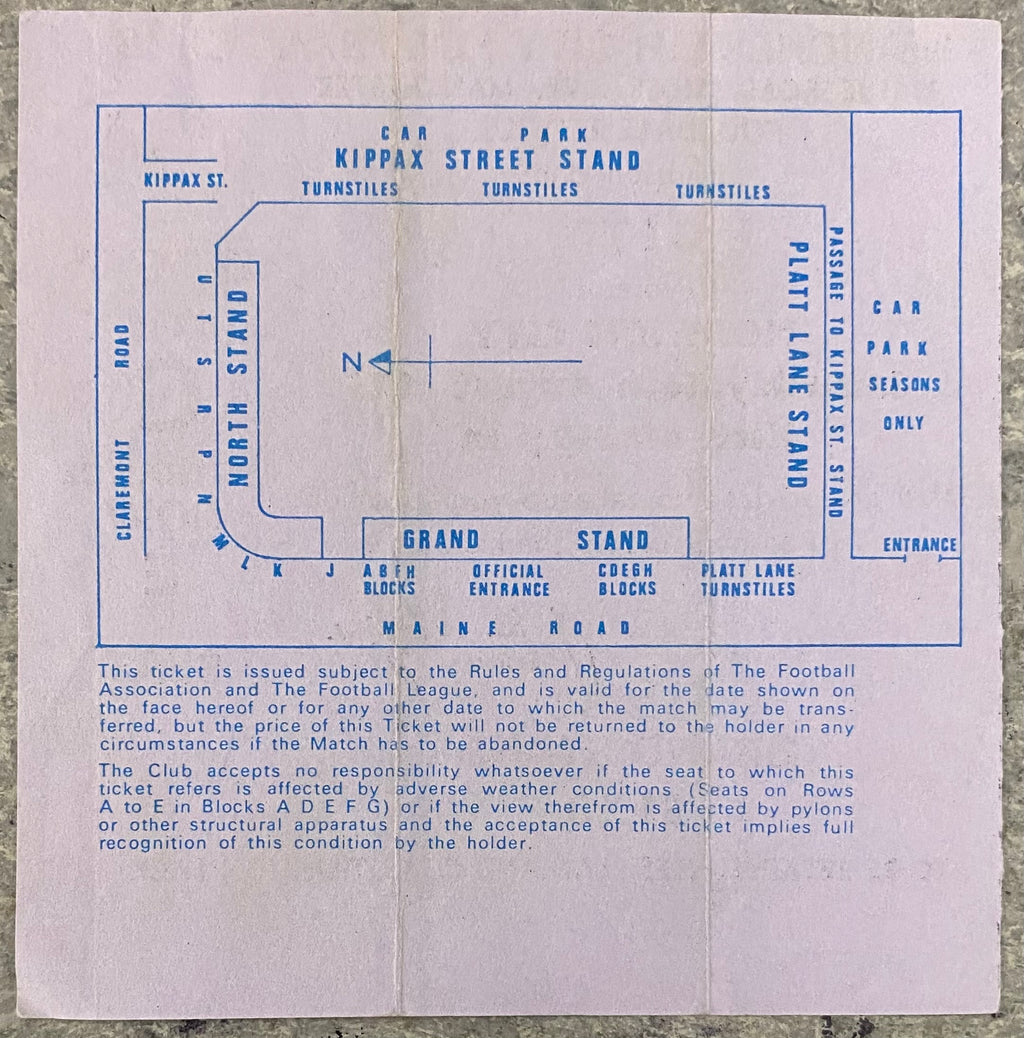 CAR PARK
KIPPAX STREET STAND
KIPPAX ST.
TURNSTILES TURNSTILES TURNSTILES
U T S R P N M L K J
NORTH STAND
CLAREMONT ROAD
N
PLATT LANE STAND
PASSAGE TO KIPPAX ST. STAND
CAR
PARK
SEASONS
ONLY
ENTRANCE
GRAND STAND
A B F H
BLOCKS
OFFICIAL
ENTRANCE
CDEGH
BLOCKS
PLATT LANE
TURNSTILES
MAINE ROAD
This ticket is issued subject to the Rules and Regulations of The Football
Association and The Football League, and is valid for the date shown on
the face hereof or for any other date to which the match may be trans-
ferred, but the price of this Ticket will not be returned to the holder in any
circumstances if the Match has to be abandoned.
The Club accepts no responsibility whatsoever if the seat to which this
ticket refers is affected by adverse weather conditions (Seats on Rows
A to E in Blocks A D E F G) or if the view therefrom is affected by pylons
or other structural apparatus and the acceptance of this ticket implies full
recognition of this condition by the holder.